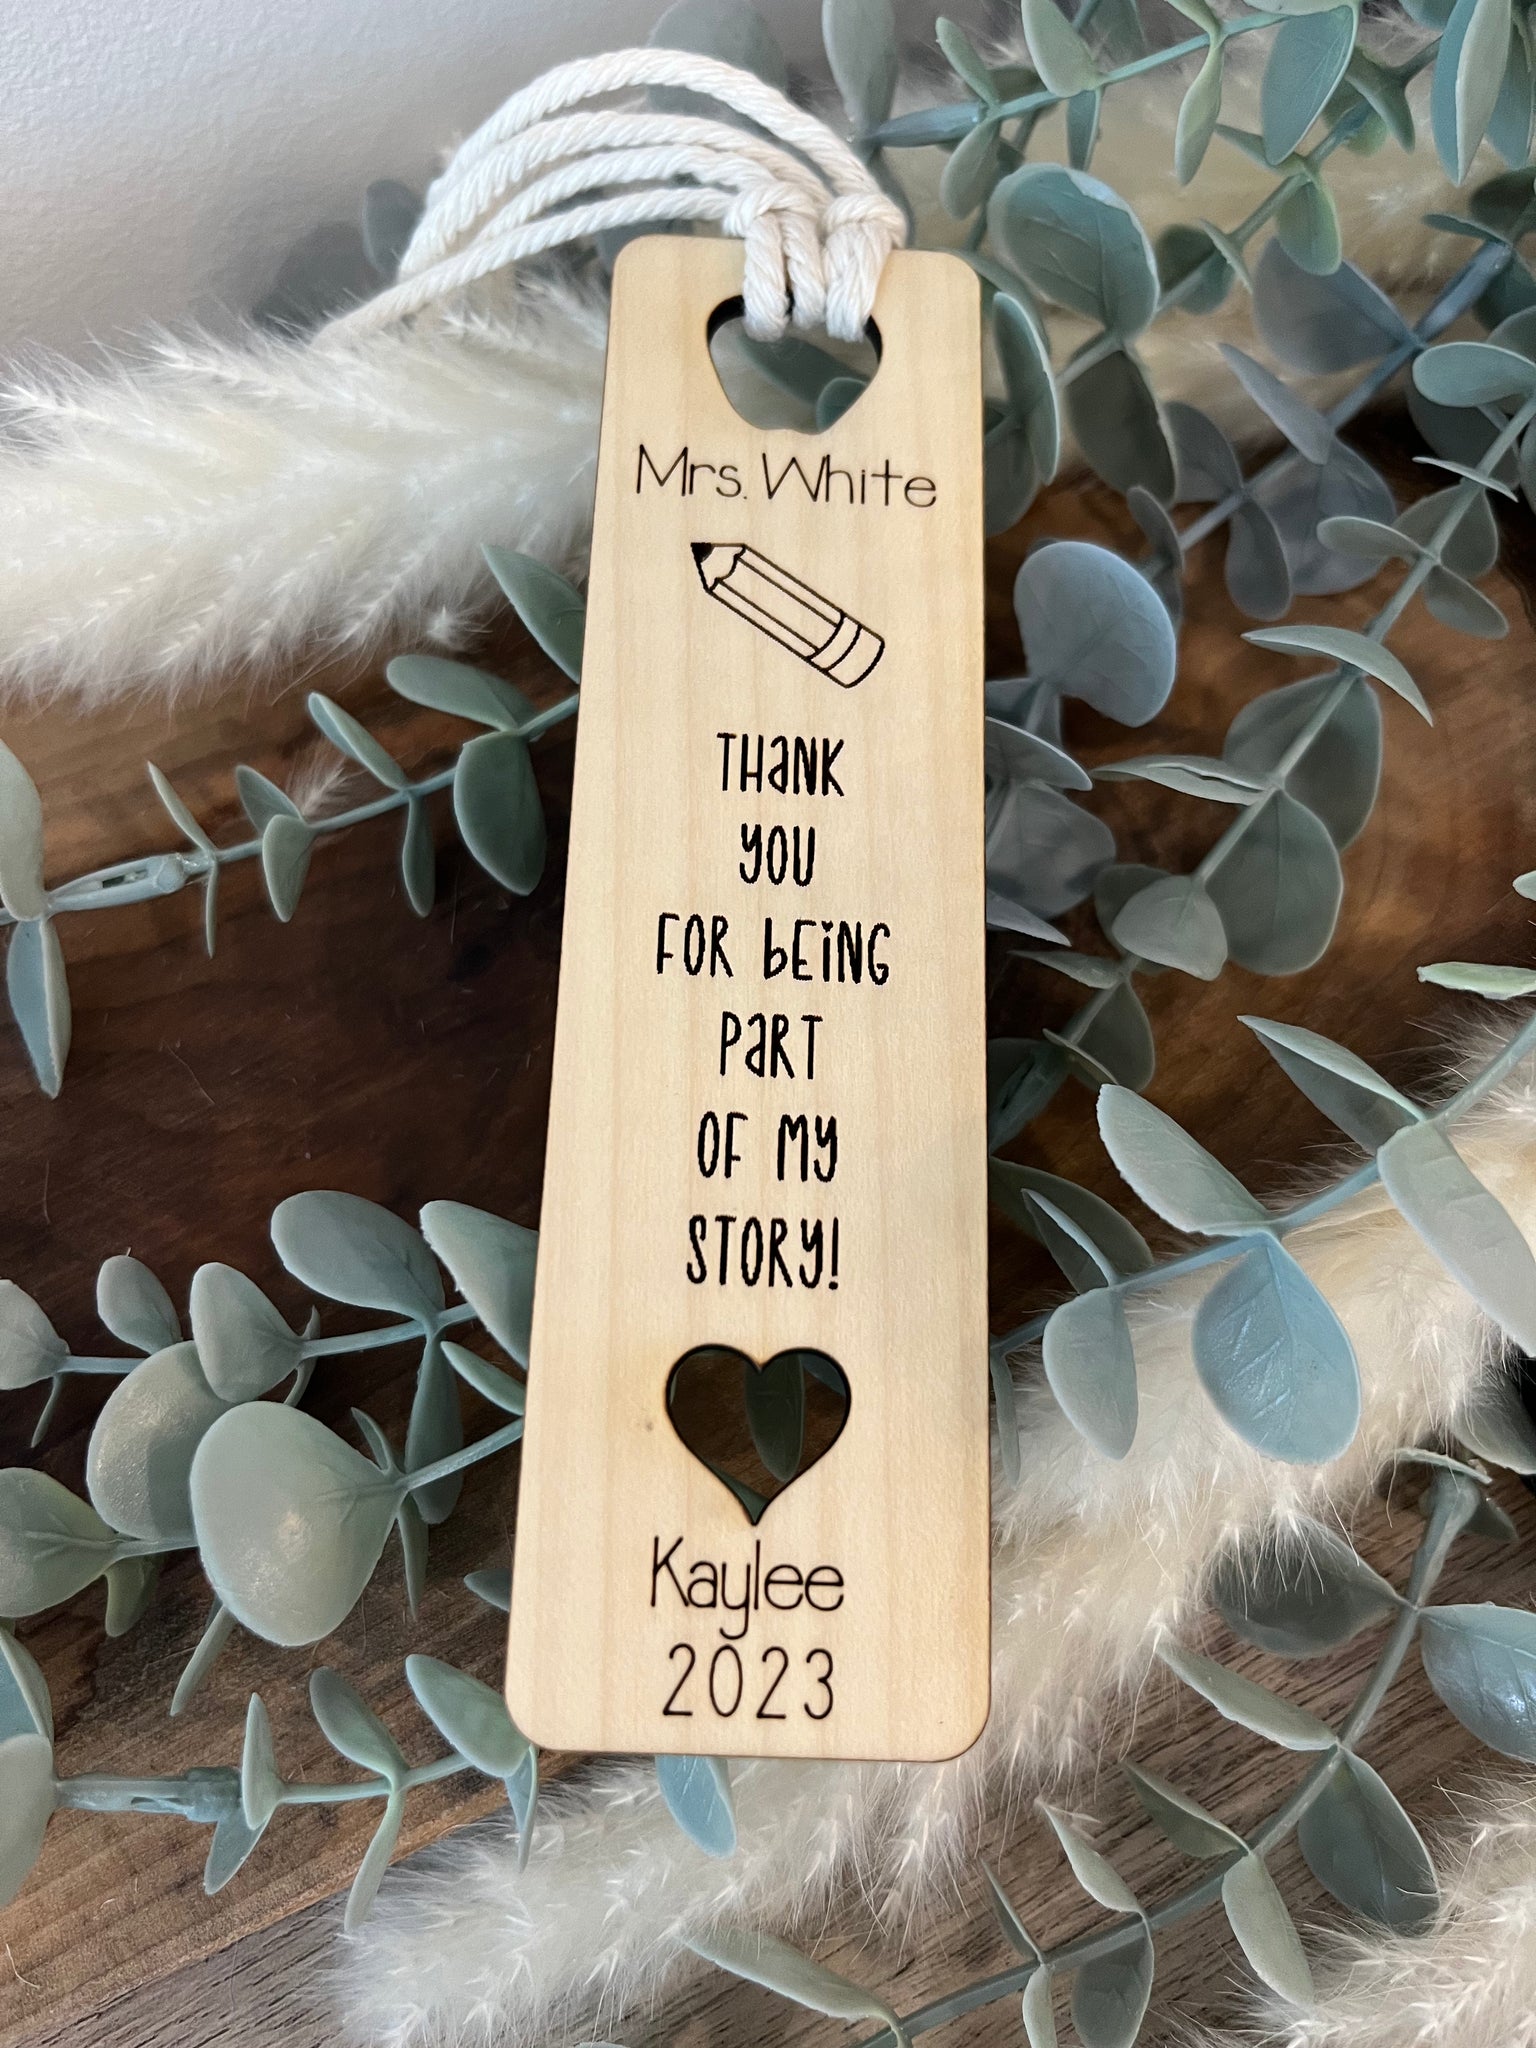 Mrs. White
THANK
YOU
FOR BEING
PART
OF MY
STORY!
Kaylee
2023